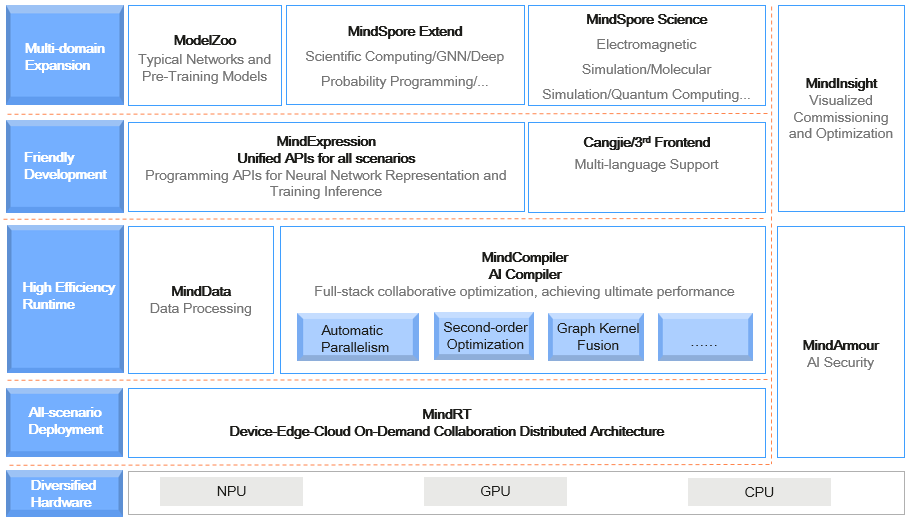 Multi-domain
Expansion
ModelZoo
Typical Networks and
Pre-Training Models
MindSpore Extend
Scientific Computing/GNN/Deep
Probability Programming/...
MindSpore Science
Electromagnetic
Simulation/Molecular
Simulation/Quantum Computing...
MindInsight
Visualized
Commissioning
and Optimization
Friendly
Development
MindExpression
Unified APIs for all scenarios
Programming APIs for Neural Network Representation and
Training Inference
Cangjie/3rd Frontend
Multi-language Support
High Efficiency
Runtime
MindData
Data Processing
MindCompiler
AI Compiler
Full-stack collaborative optimization, achieving ultimate performance
Automatic
Parallelism
Second-order
Optimization
Graph Kernel
Fusion
......
MindArmour
AI Security
All-scenario
Deployment
MindRT
Device-Edge-Cloud On-Demand Collaboration Distributed Architecture
Diversified
Hardware
NPU
GPU
CPU